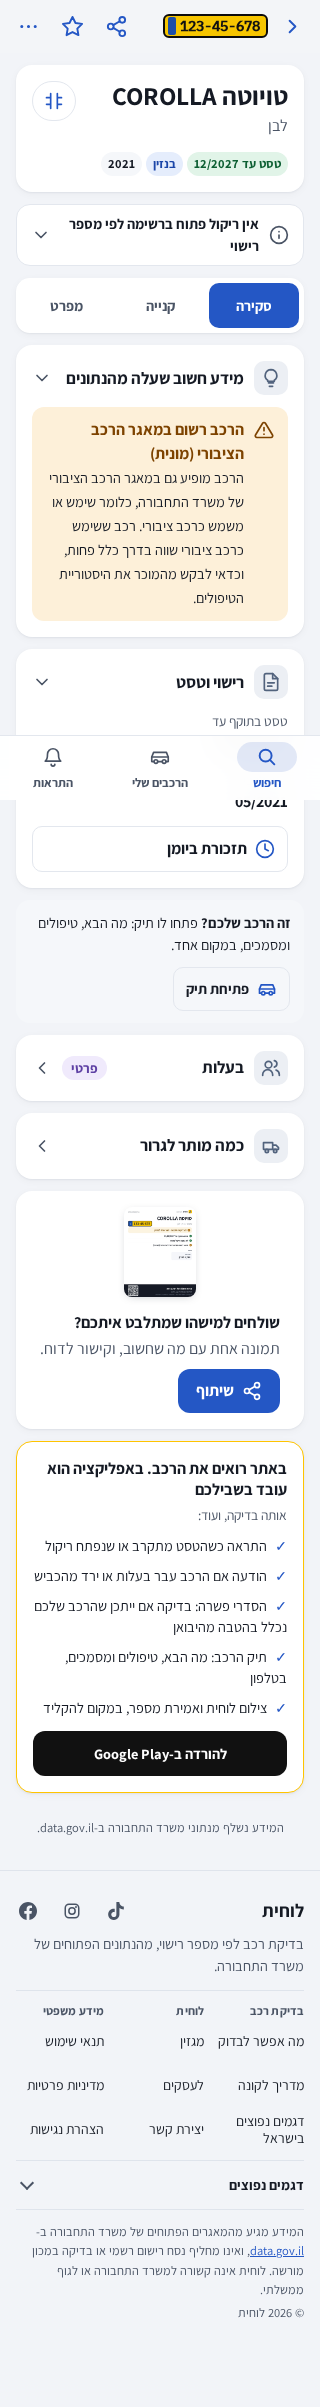 123-45-678
טויוטה COROLLA
לבן
טסט עד 12/2027
בנזין
2021
אין ריקול פתוח ברשימה לפי מספר
רישוי
סקירה
קנייה
מפרט
מידע חשוב שעלה מהנתונים
הרכב רשום במאגר הרכב
הציבורי (מונית)
הרכב מופיע גם במאגר הרכב הציבורי
של משרד התחבורה, כלומר שימש או
משמש כרכב ציבורי. רכב ששימש
כרכב ציבורי שווה בדרך כלל פחות,
וכדאי לבקש מהמוכר את היסטוריית
הטיפולים.
רישוי וטסט
טסט בתוקף עד
חיפוש
הרכבים שלי
התראות
05/2021
תזכורת ביומן
זה הרכב שלכם? פתחו לו תיק: מה הבא, טיפולים
ומסמכים, במקום אחד.
פתיחת תיק
בעלות
פרטי
כמה מותר לגרור
שולחים למישהו שמתלבט איתכם?
תמונה אחת עם מה שחשוב, וקישור לדוח.
שיתוף
באתר רואים את הרכב. באפליקציה הוא
עובד בשבילכם
אותה בדיקה, ועוד:
✓ התראה כשהטסט מתקרב או שנפתח ריקול
✓ הודעה אם הרכב עבר בעלות או ירד מהכביש
✓ הסדרי פשרה: בדיקה אם ייתכן שהרכב שלכם
נכלל בהטבה מהיבואן
✓ תיק הרכב: מה הבא, טיפולים ומסמכים,
בטלפון
✓ צילום לוחית ואמירת מספר, במקום להקליד
להורדה ב-Google Play
המידע נשלף מנתוני משרד התחבורה ב-data.gov.il.
לוחית
בדיקת רכב לפי מספר רישוי, מהנתונים הפתוחים של
משרד התחבורה.
בדיקת רכב
לוחית
מידע משפטי
מה אפשר לבדוק
מגזין
תנאי שימוש
מדריך לקונה
לעסקים
מדיניות פרטיות
דגמים נפוצים
בישראל
יצירת קשר
הצהרת נגישות
דגמים נפוצים
המידע מגיע מהמאגרים הפתוחים של משרד התחבורה ב-
data.gov.il, ואינו מחליף נסח רישום רשמי או בדיקה במכון
מורשה. לוחית אינה קשורה למשרד התחבורה או לגוף
ממשלתי.
© 2026 לוחית